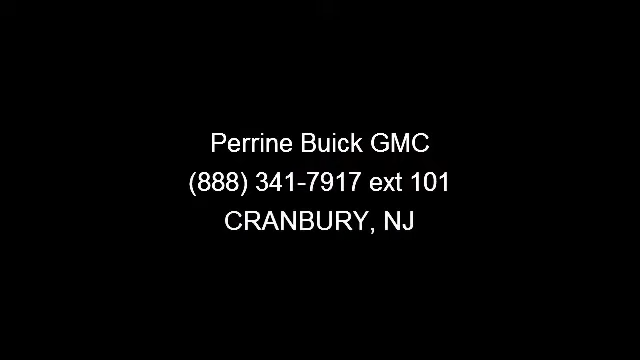 Perrine Buick GMC
(888) 341-7917 ext 101
CRANBURY, NJ